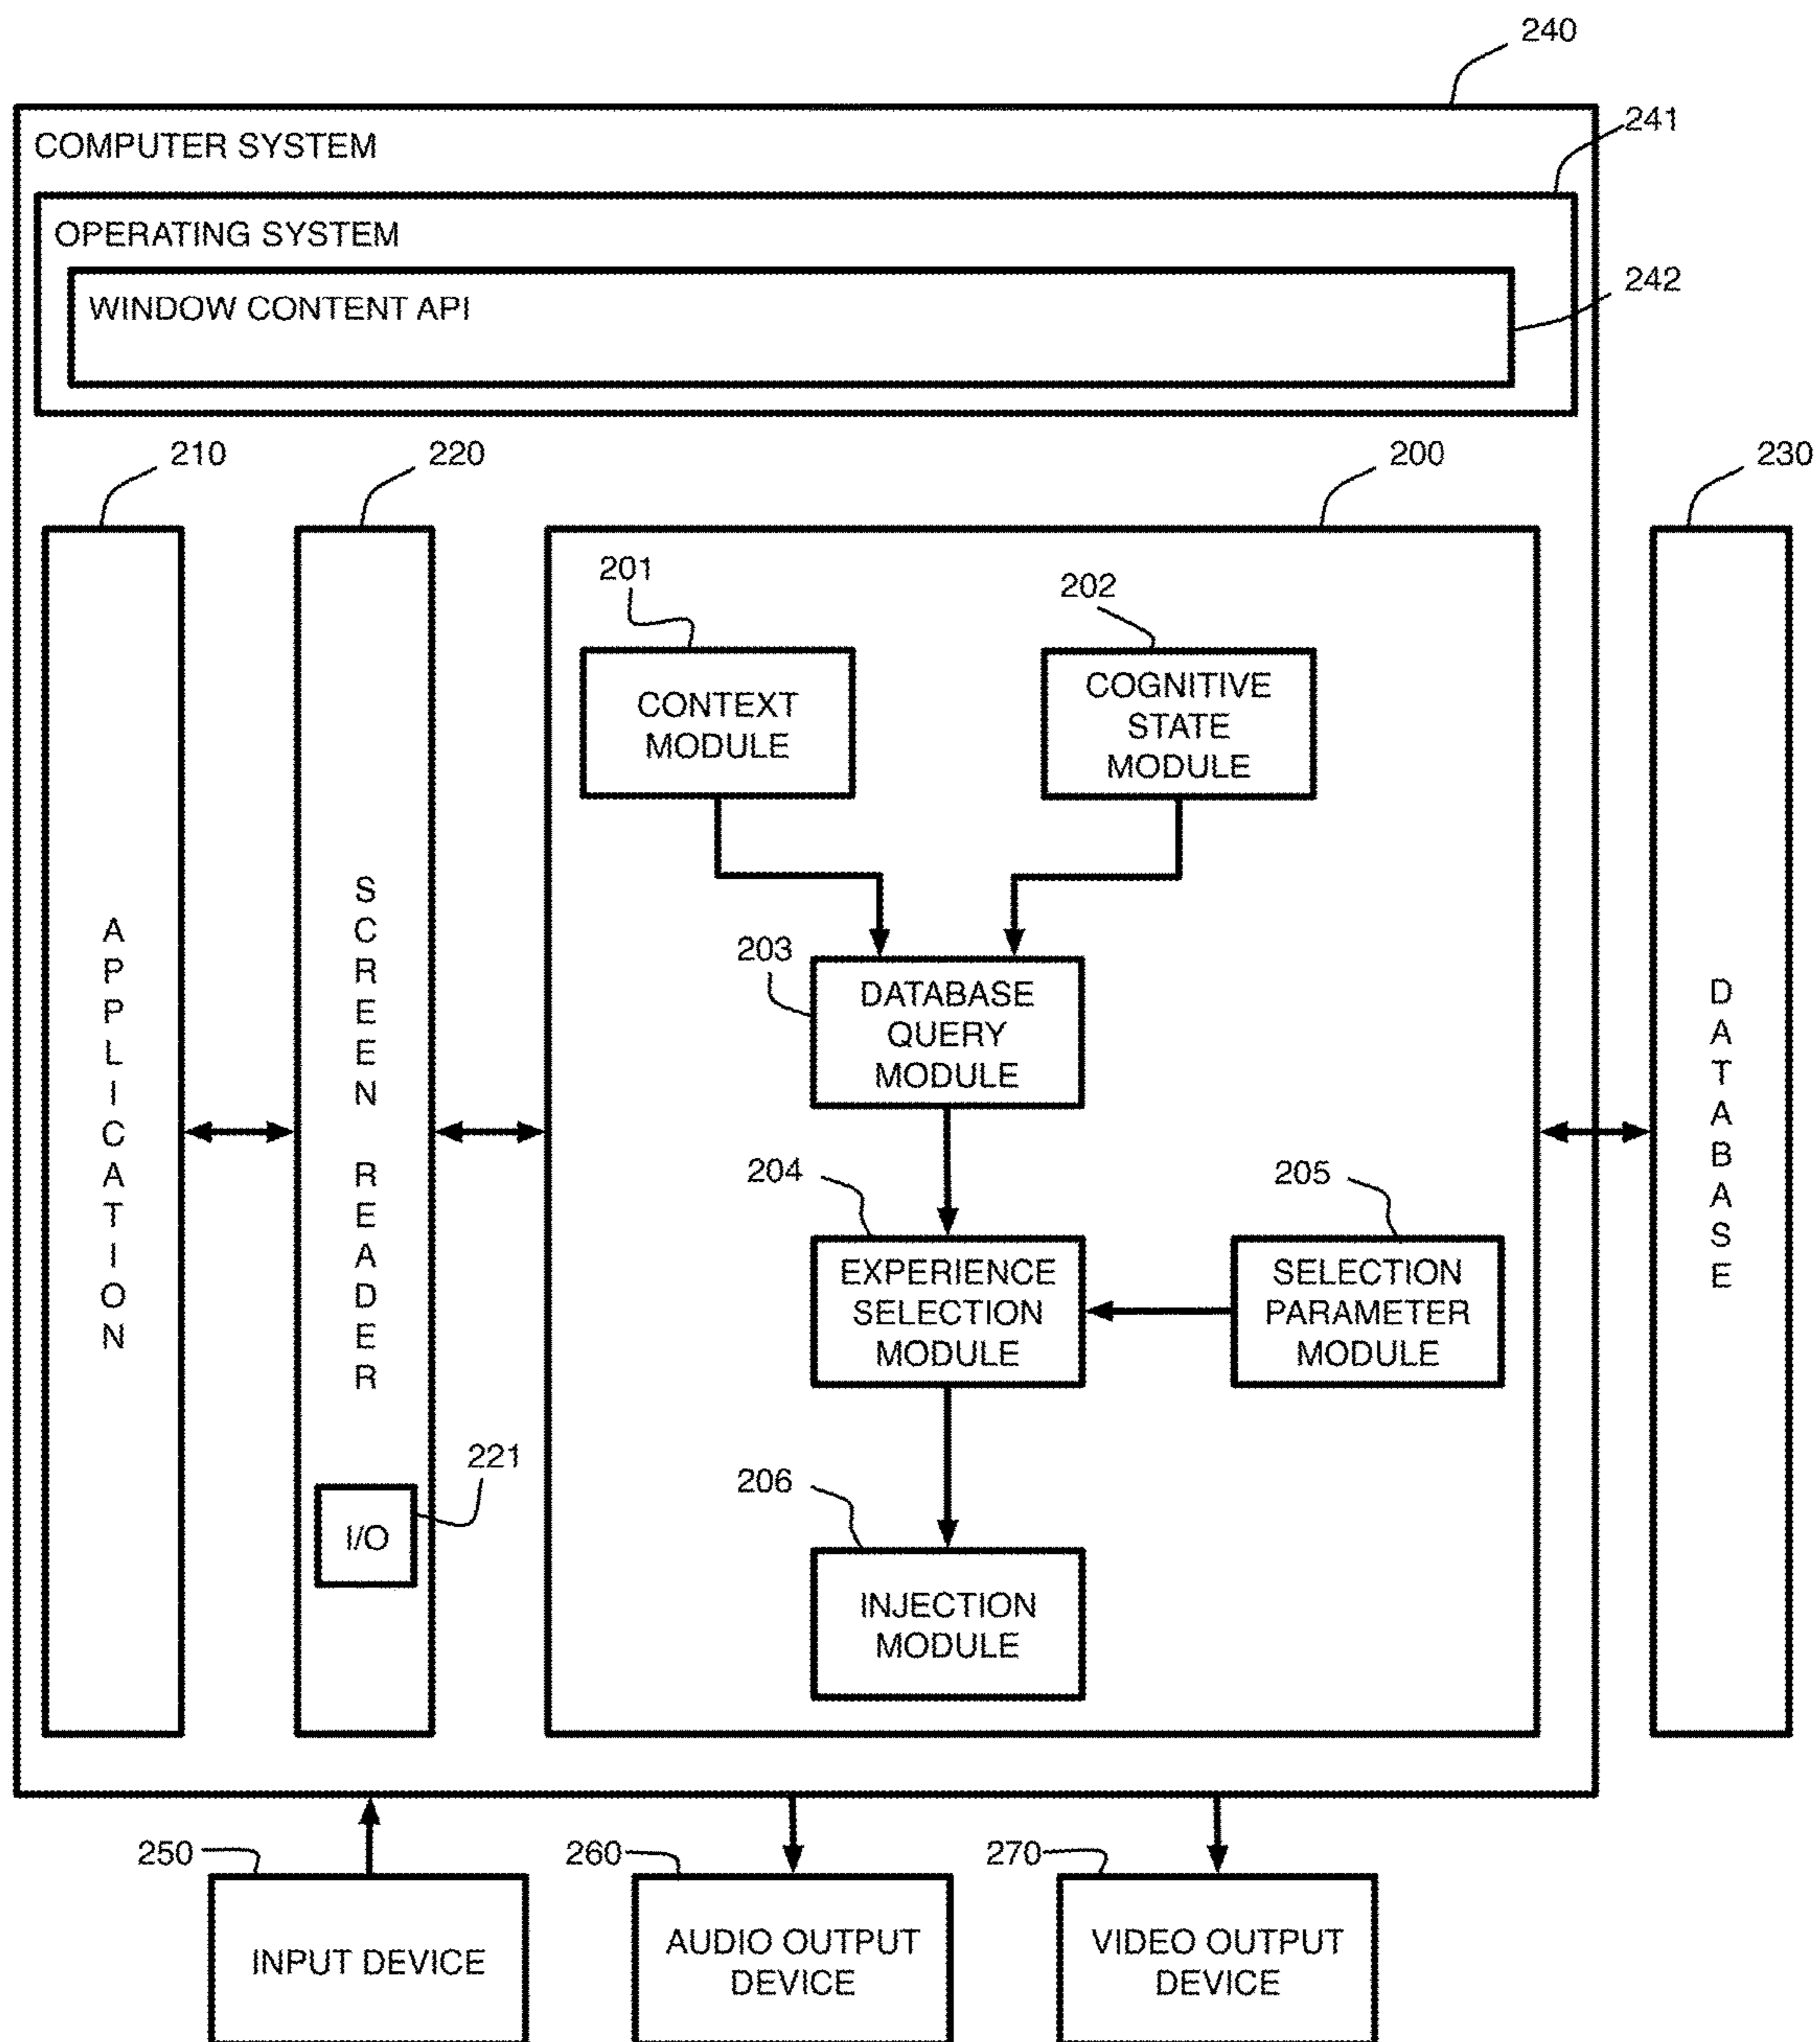 240
COMPUTER SYSTEM
241
OPERATING SYSTEM
WINDOW CONTENT API
242
210
220
200
230
APPLICATION
SCREEN READER
I/O
221
201
CONTEXT
MODULE
202
COGNITIVE
STATE
MODULE
203
DATABASE
QUERY
MODULE
204
EXPERIENCE
SELECTION
MODULE
205
SELECTION
PARAMETER
MODULE
206
INJECTION
MODULE
DATABASE
250
INPUT DEVICE
260
AUDIO OUTPUT
DEVICE
270
VIDEO OUTPUT
DEVICE